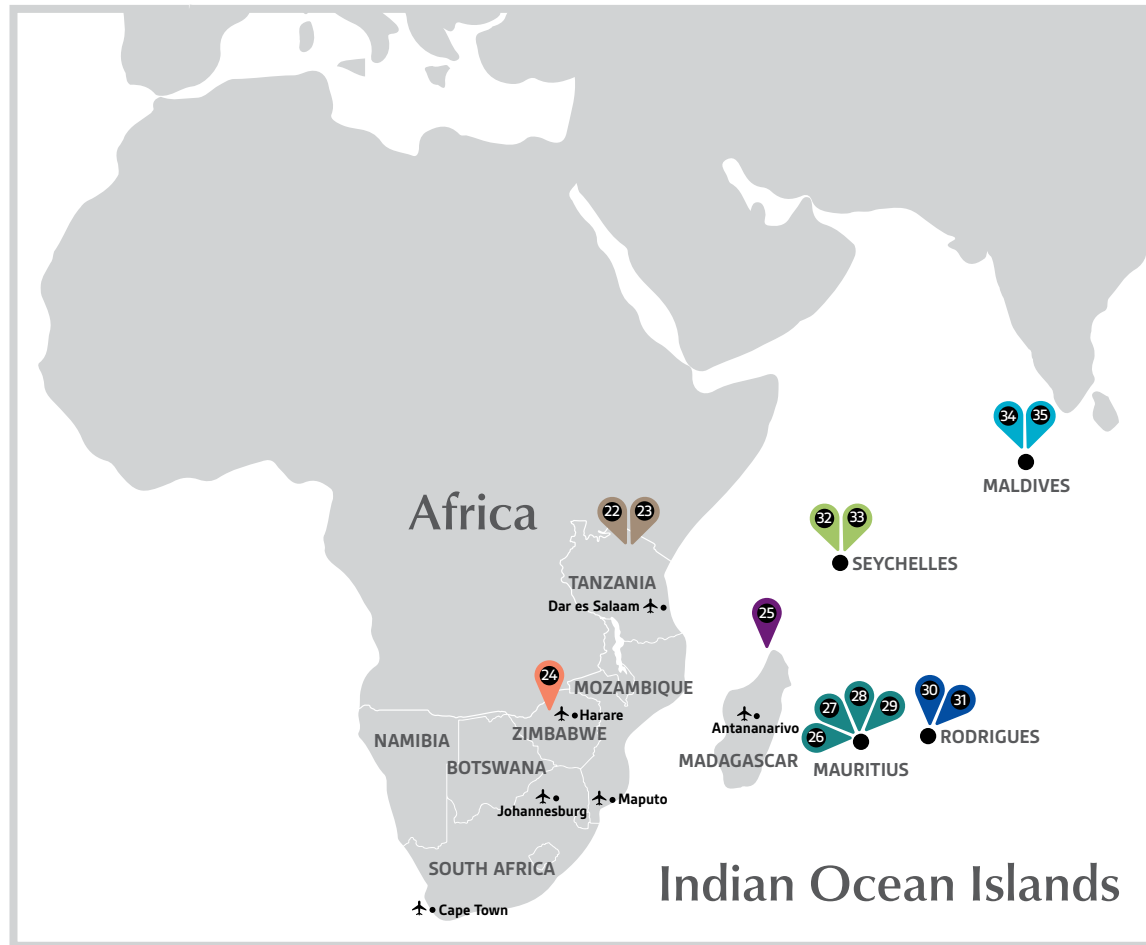 34
35
MALDIVES
Africa
22
23
32
33
SEYCHELLES
TANZANIA
Dar es Salaam
25
24
MOZAMBIQUE
Harare
ZIMBABWE
NAMIBIA
BOTSWANA
Johannesburg
Maputo
Antananarivo
MADAGASCAR
26
27
28
29
MAURITIUS
30
31
RODRIGUES
SOUTH AFRICA
Cape Town
Indian Ocean Islands